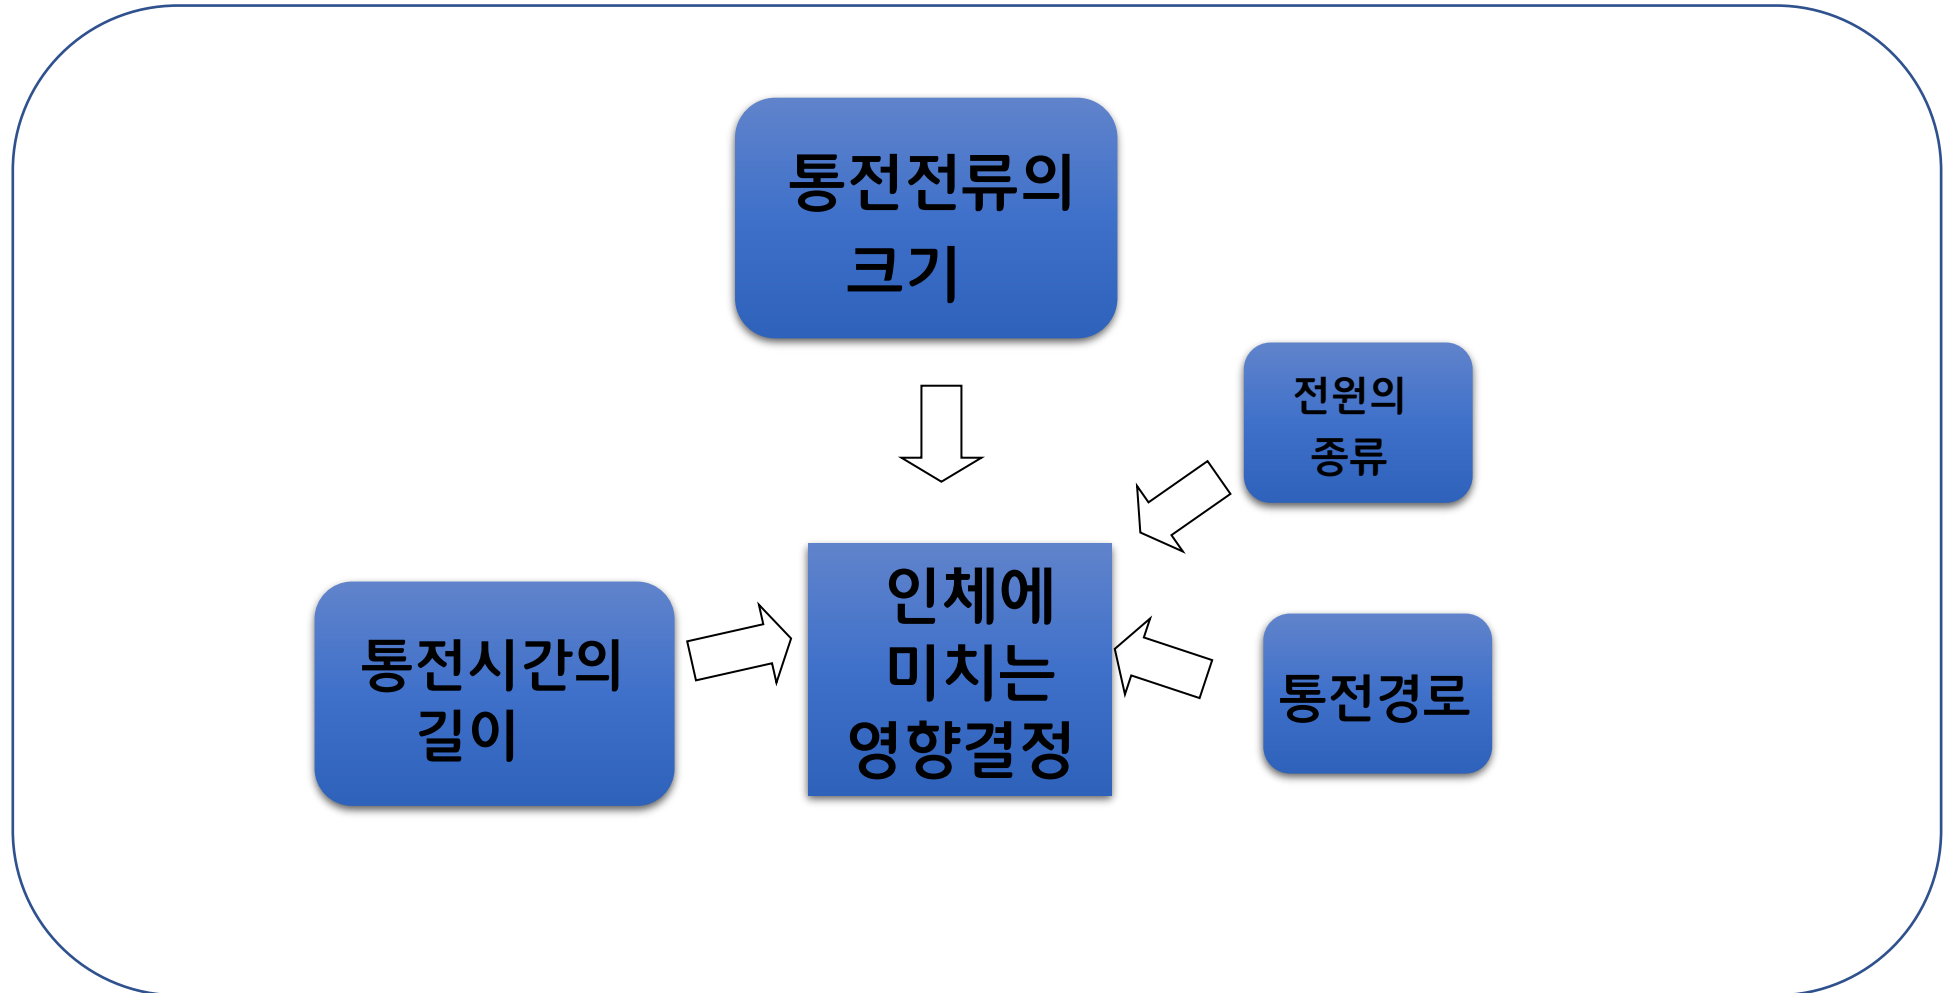 통전전류의
크기
전원의
종류
통전시간의
길이
인체에
미치는
영향결정
통전경로